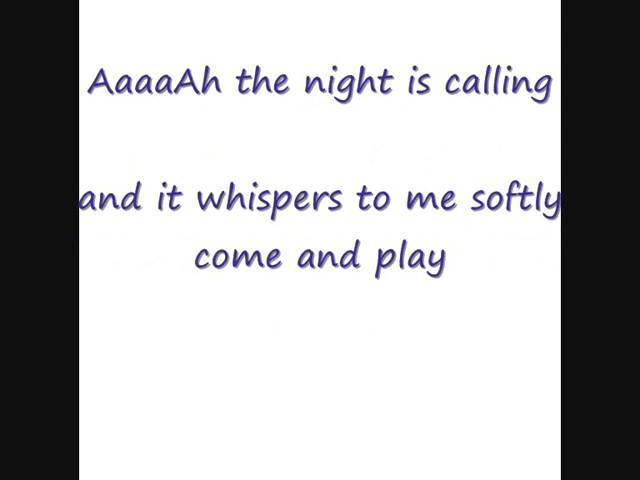 AaaaAh the night is calling
and it whispers to me softly
come and play